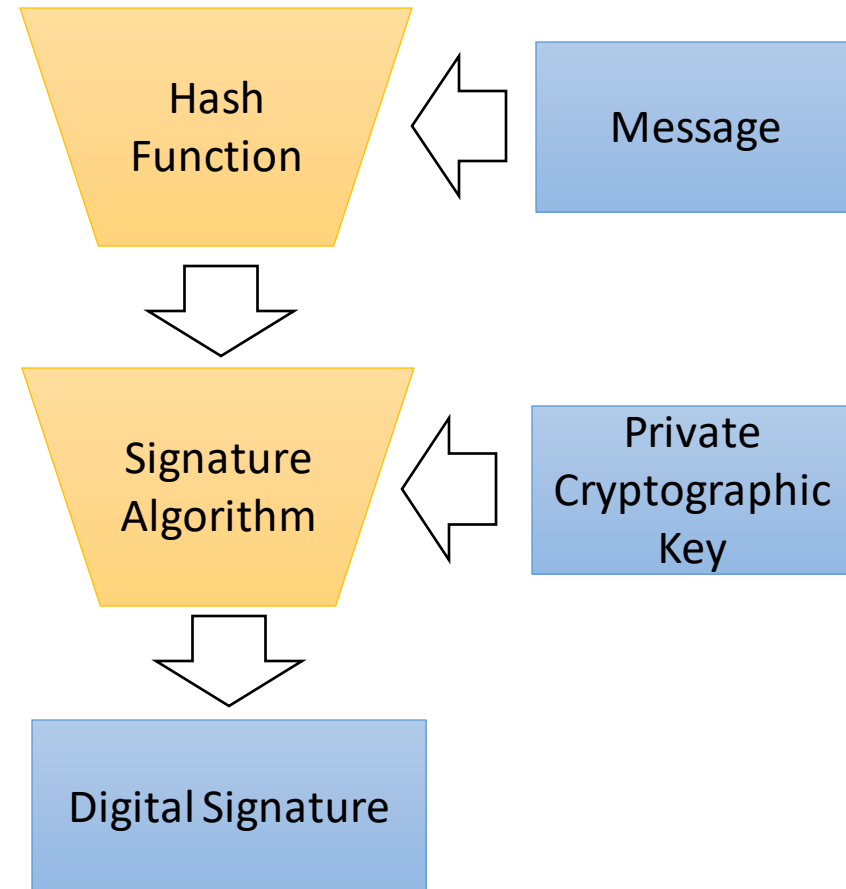 Hash
Function
Message
Signature
Algorithm
Private
Cryptographic
Key
Digital Signature